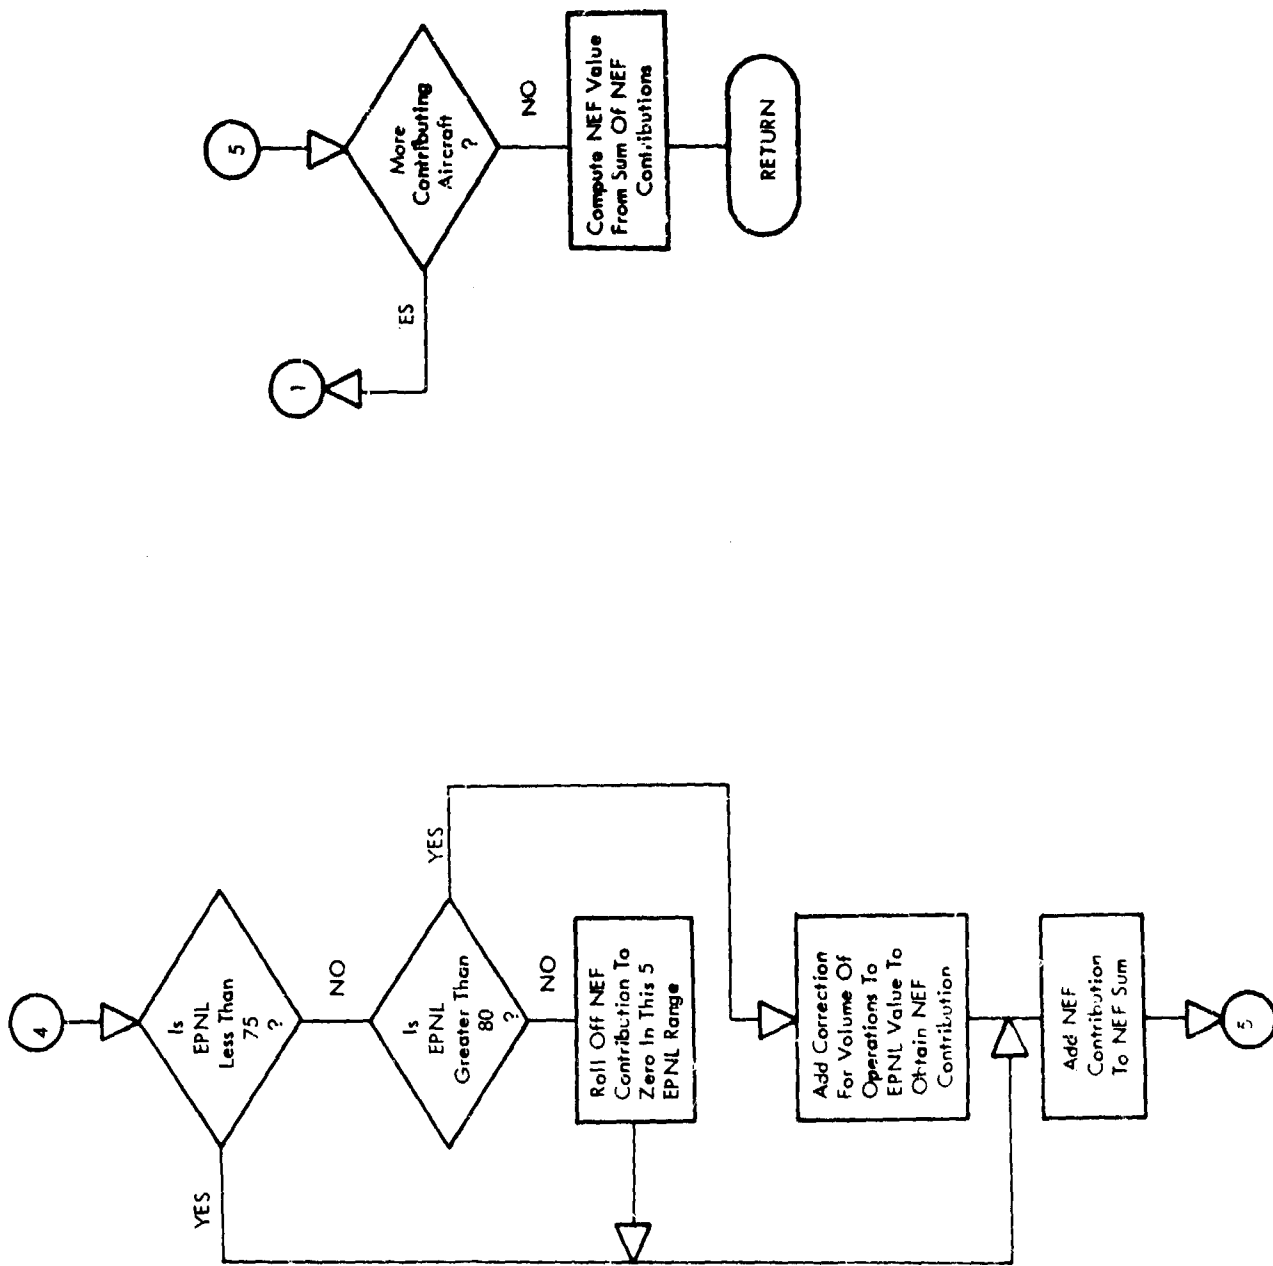 4
Is
EPNL
Less Than
75
?
YES
NO
Is
EPNL
Greater Than
80
?
YES
NO
Roll Off NEF
Contribution To
Zero In This 5
EPNL Range
Add Correction
For Volume Of
Operations To
EPNL Value To
Obtain NEF
Contribution
Add NEF
Contribution
To NEF Sum
5
5
More
Contributing
Aircraft
?
ES
1
NO
Compute NEF Value
From Sum Of NEF
Contributions
RETURN